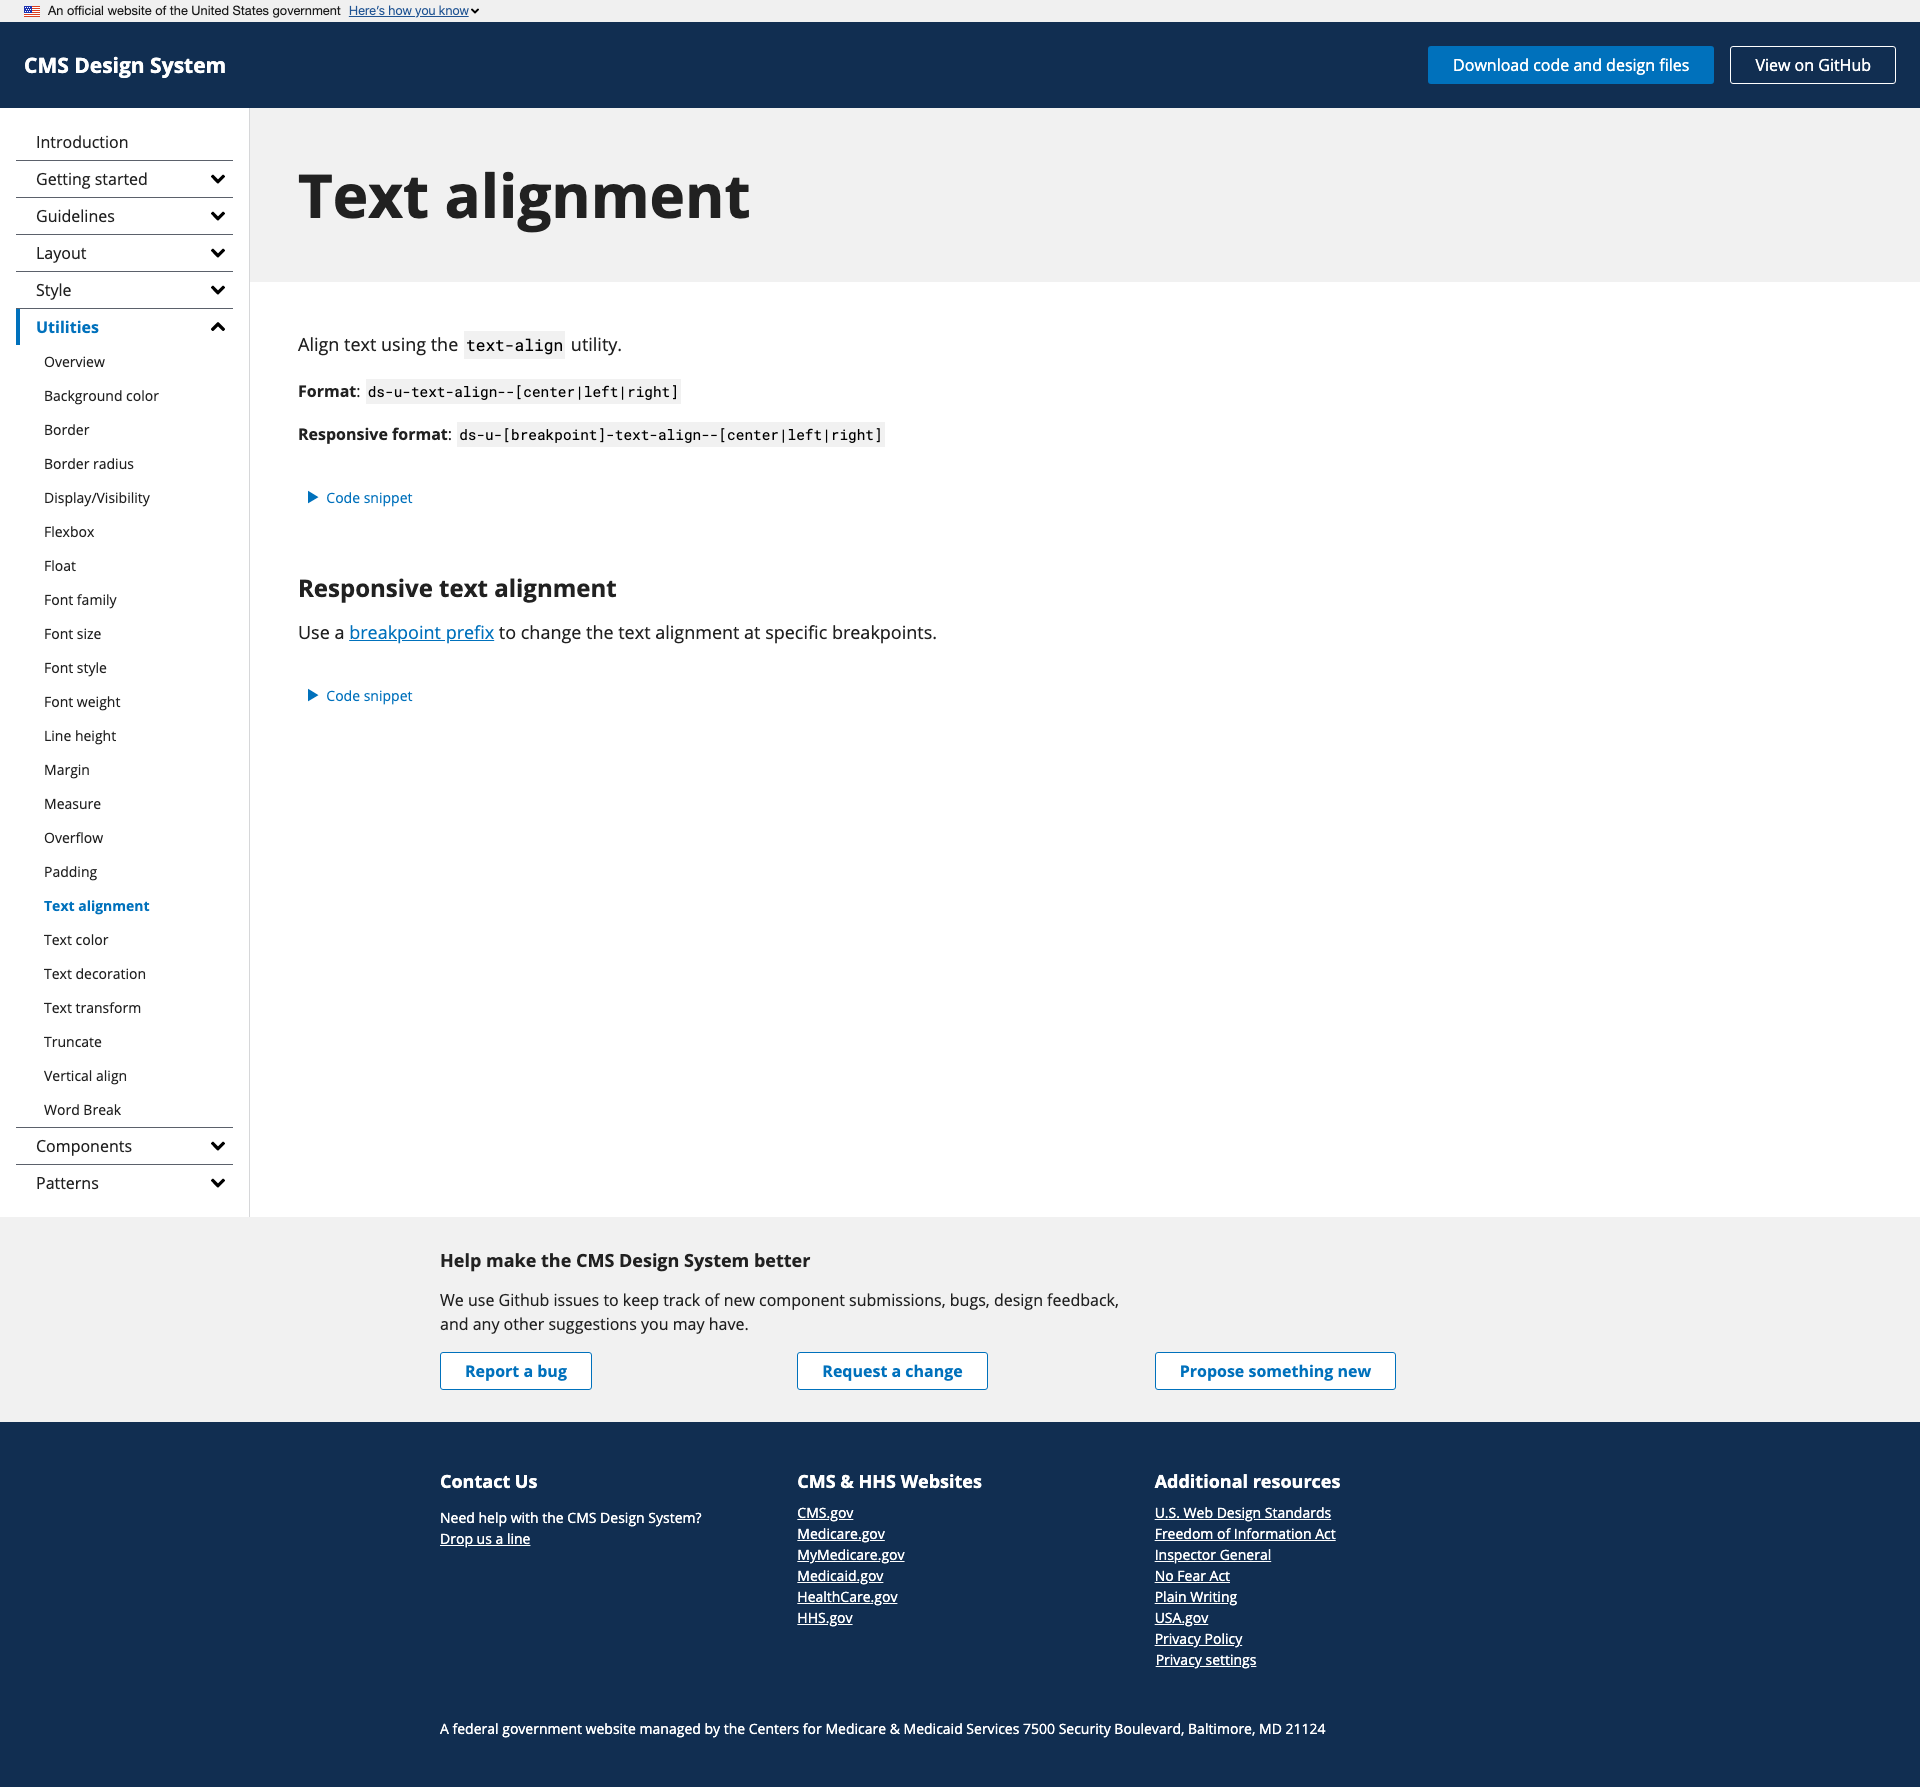 An official website of the United States government Here's how you know
CMS Design System
Download code and design files
View on GitHub
Introduction
Getting started
Guidelines
Layout
Style
Utilities
Overview
Background color
Border
Border radius
Display/Visibility
Flexbox
Float
Font family
Font size
Font style
Font weight
Line height
Margin
Measure
Overflow
Padding
Text alignment
Text color
Text decoration
Text transform
Truncate
Vertical align
Word Break
Components
Patterns
Text alignment
Align text using the text-align utility.
Format: ds-u-text-align--[center|left|right]
Responsive format: ds-u-[breakpoint]-text-align--[center|left|right]
Code snippet
Responsive text alignment
Use a breakpoint prefix to change the text alignment at specific breakpoints.
Code snippet
Help make the CMS Design System better
We use Github issues to keep track of new component submissions, bugs, design feedback,
and any other suggestions you may have.
Report a bug
Request a change
Propose something new
Contact Us
Need help with the CMS Design System?
Drop us a line
CMS & HHS Websites
CMS.gov
Medicare.gov
MyMedicare.gov
Medicaid.gov
HealthCare.gov
HHS.gov
Additional resources
U.S. Web Design Standards
Freedom of Information Act
Inspector General
No Fear Act
Plain Writing
USA.gov
Privacy Policy
Privacy settings
A federal government website managed by the Centers for Medicare & Medicaid Services 7500 Security Boulevard, Baltimore, MD 21124